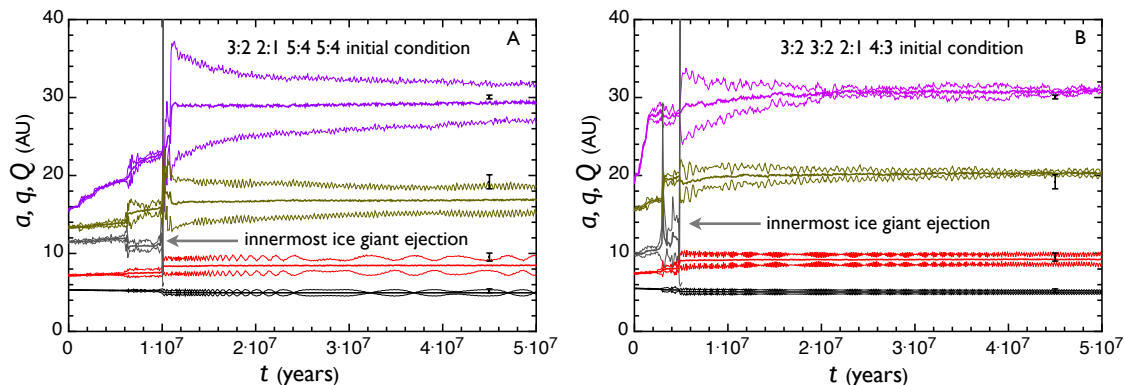 40
30
20
10
0
a, q, Q (AU)
3:2 2:1 5:4 5:4 initial condition
A
innermost ice giant ejection
0
1·10⁷
2·10⁷
3·10⁷
4·10⁷
5·10⁷
t (years)
40
30
20
10
0
a, q, Q (AU)
3:2 3:2 2:1 4:3 initial condition
B
innermost ice giant ejection
0
1·10⁷
2·10⁷
3·10⁷
4·10⁷
5·10⁷
t (years)